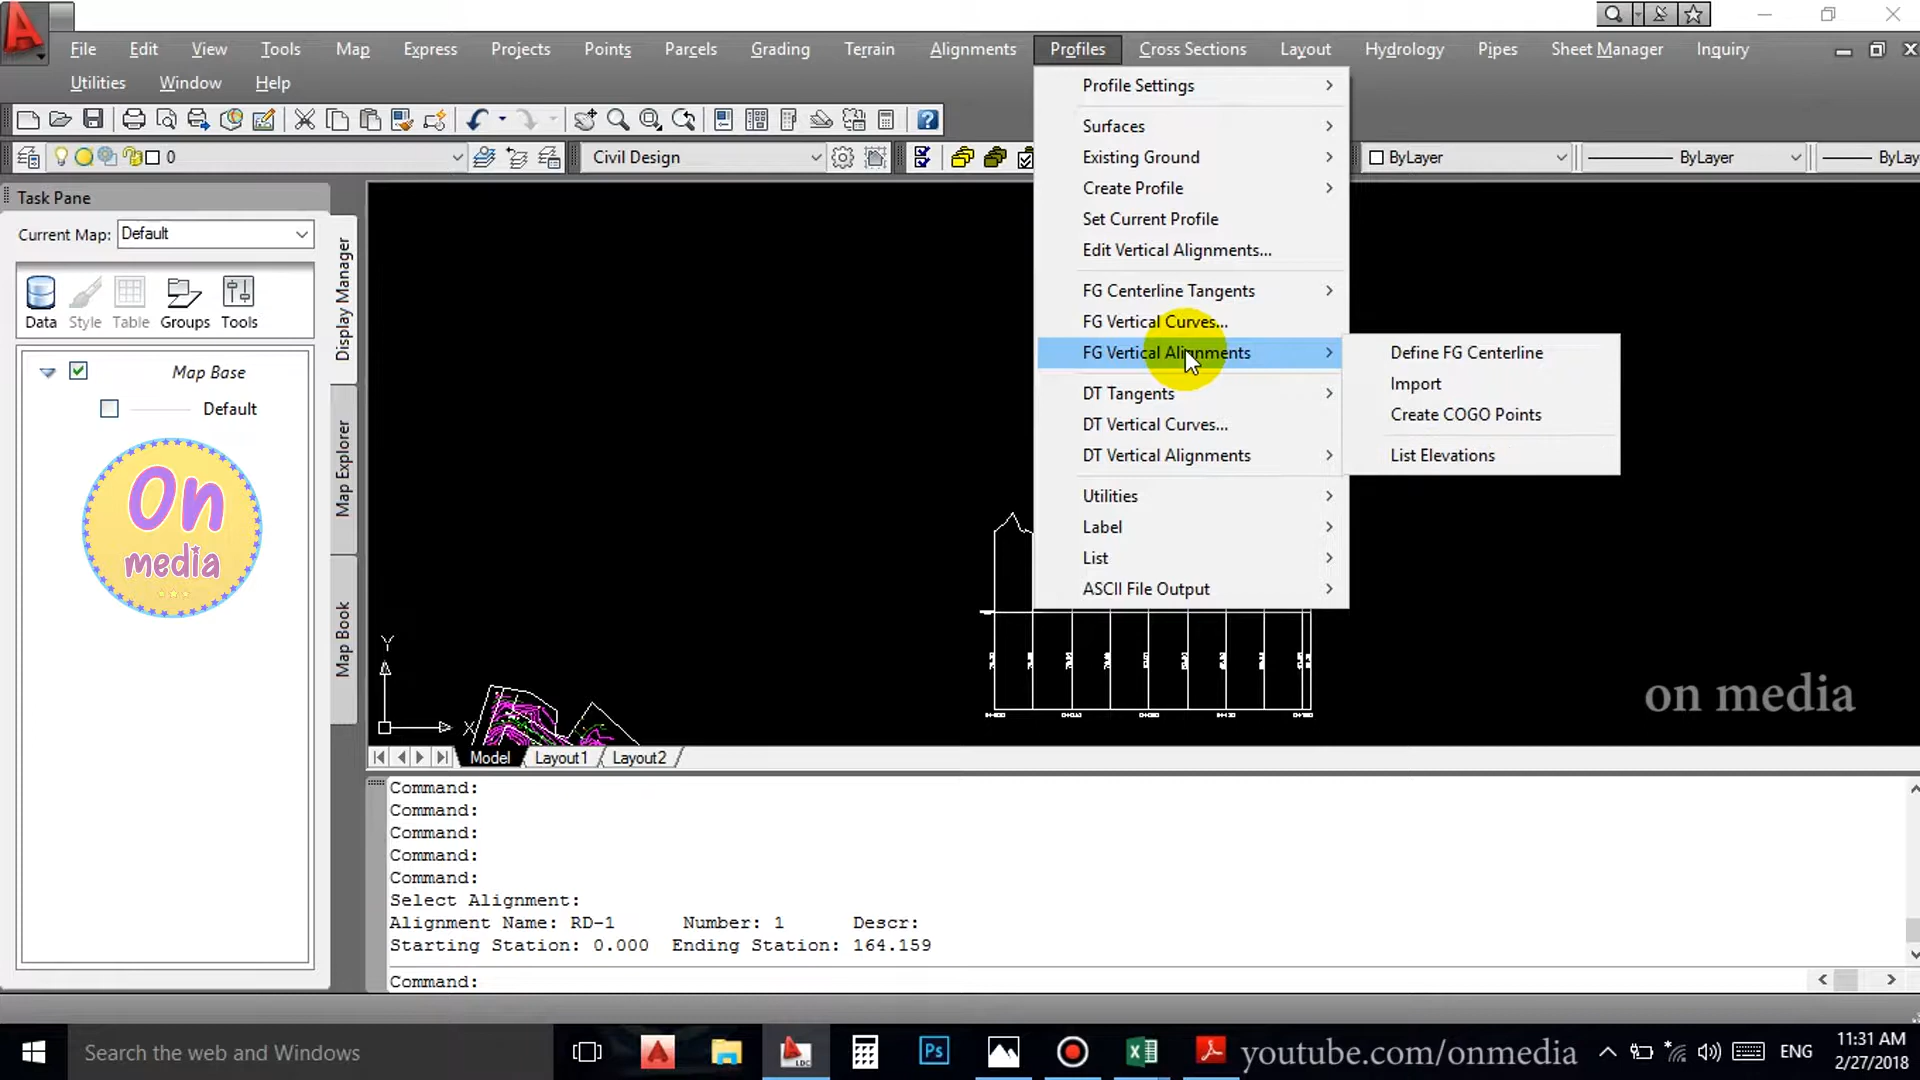 File Edit View Tools Map Express Projects Points Parcels Grading Terrain Alignments Profiles Cross Sections Layout Hydrology Pipes Sheet Manager Inquiry
Utilities Window Help
0
Civil Design
ByLayer
ByLayer
ByLay
Task Pane
Current Map: Default
Data Style Table Groups Tools
Map Base
Default
Display Manager
Map Explorer
Map Book
On
media
Profile Settings
Surfaces
Existing Ground
Create Profile
Set Current Profile
Edit Vertical Alignments...
FG Centerline Tangents
FG Vertical Curves...
FG Vertical Alignments
DT Tangents
DT Vertical Curves...
DT Vertical Alignments
Utilities
Label
List
ASCII File Output
Define FG Centerline
Import
Create COGO Points
List Elevations
Y
X
on media
Model Layout1 Layout2
Command:
Command:
Command:
Command:
Command:
Select Alignment:
Alignment Name: RD-1 Number: 1 Descr:
Starting Station: 0.000 Ending Station: 164.159
Command:
Search the web and Windows
LDC
Ps
youtube.com/onmedia
ENG
11:31 AM
2/27/2018